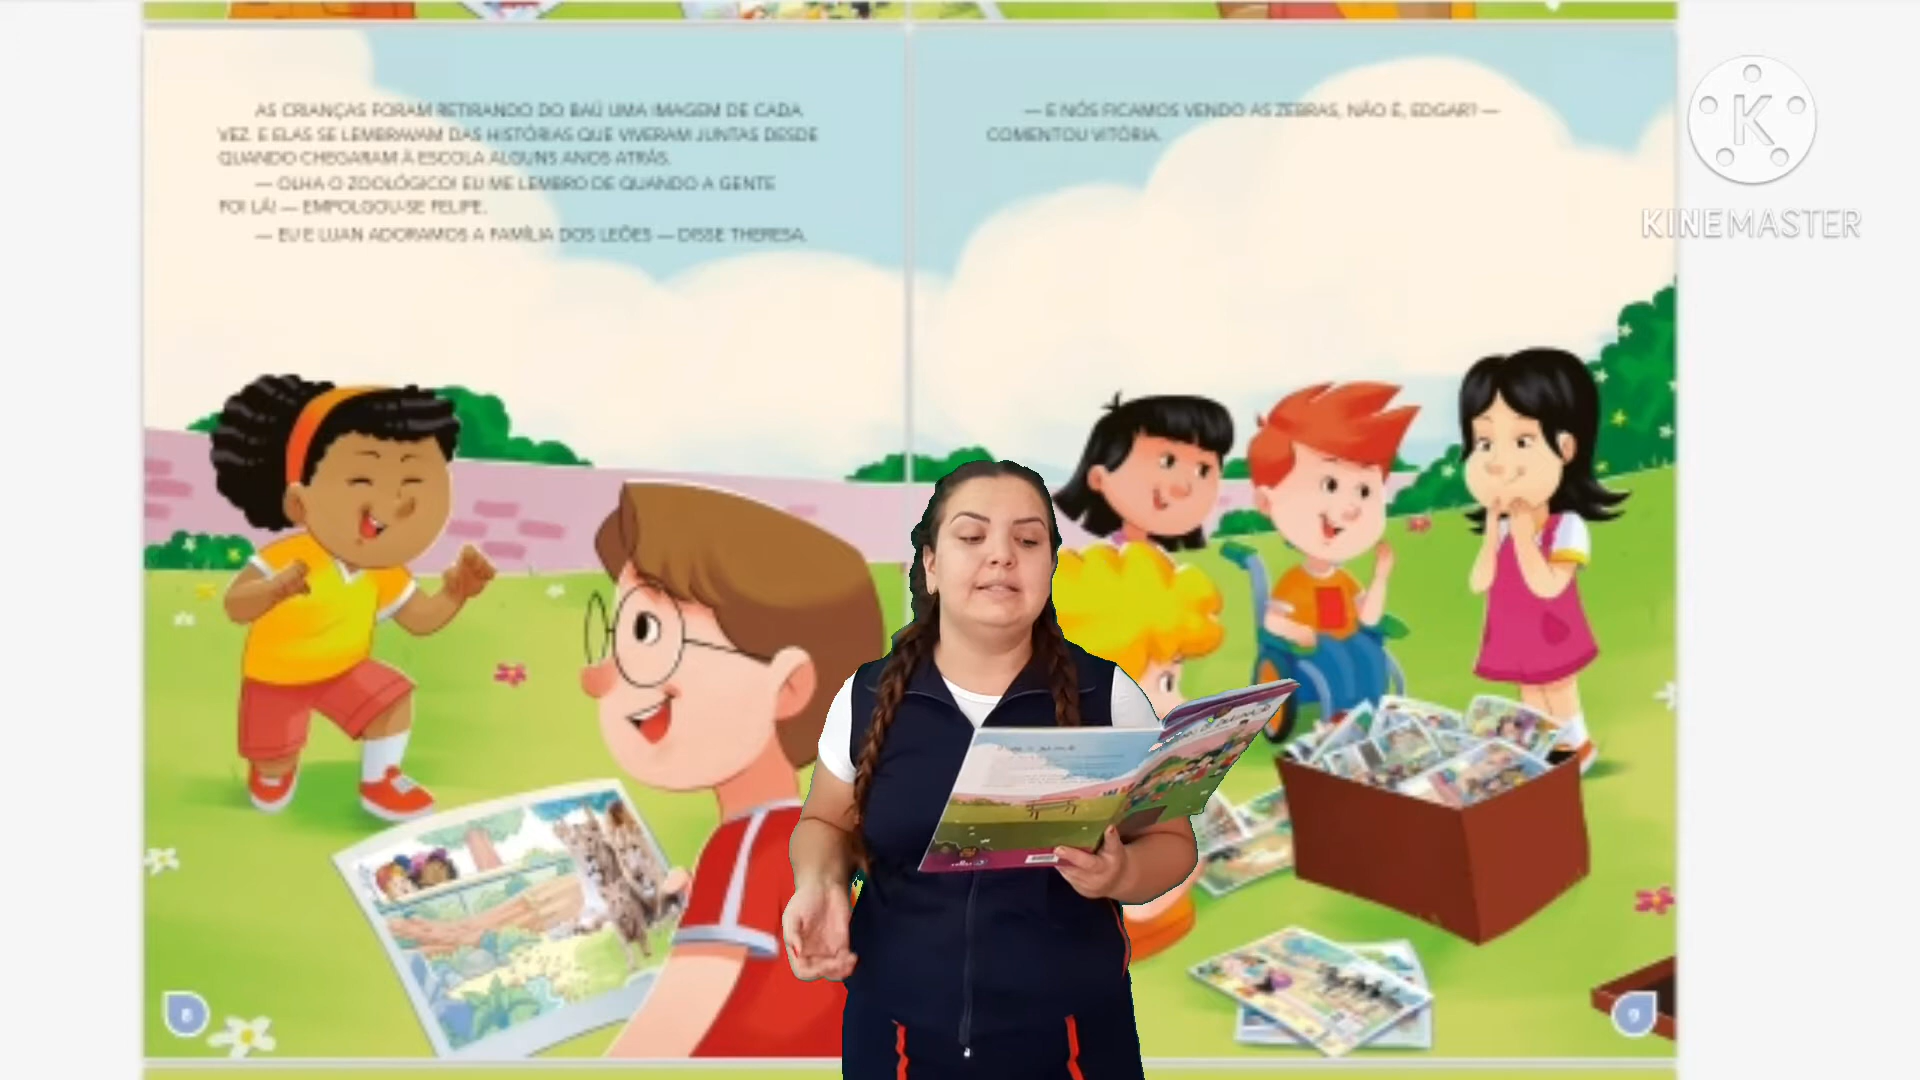 AS CRIANÇAS FORAM RETIRANDO DO BAÚ UMA IMAGEM DE CADA
VEZ. E ELAS SE LEMBRAVAM DAS HISTÓRIAS QUE VIVERAM JUNTAS DESDE
QUANDO CHEGARAM À ESCOLA ALGUNS ANOS ATRÁS.
— OLHA O ZOOLÓGICO! EU ME LEMBRO DE QUANDO A GENTE
FOI LÁ! — EMPOLGOU-SE FELIPE.
— EU E LUAN ADORAMOS A FAMÍLIA DOS LEÕES — DISSE THERESA.
— E NÓS FICAMOS VENDO AS ZEBRAS, NÃO É, EDGAR? —
COMENTOU VITÓRIA.
K
KINEMASTER
8
9